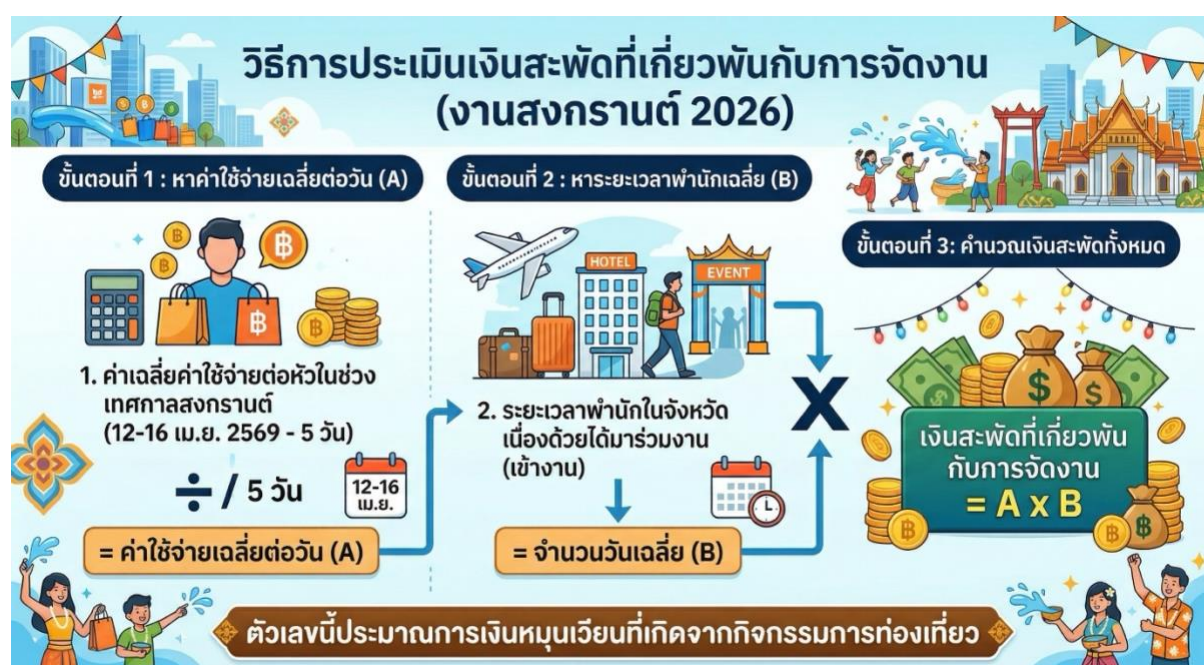 วิธีการประเมินเงินสะพัดที่เกี่ยวพันกับการจัดงาน
(งานสงกรานต์ 2026)
ขั้นตอนที่ 1 : หาค่าใช้จ่ายเฉลี่ยต่อวัน (A)
1. ค่าเฉลี่ยค่าใช้จ่ายต่อหัวในช่วง
เทศกาลสงกรานต์
(12-16 เม.ย. 2569 - 5 วัน)
÷ / 5 วัน
12-16
เม.ย.
= ค่าใช้จ่ายเฉลี่ยต่อวัน (A)
ขั้นตอนที่ 2 : หาระยะเวลาพำนักเฉลี่ย (B)
HOTEL
EVENT
2. ระยะเวลาพำนักในจังหวัด
เนื่องด้วยได้มาร่วมงาน
(เข้างาน)
= จำนวนวันเฉลี่ย (B)
X
ขั้นตอนที่ 3: คำนวณเงินสะพัดทั้งหมด
เงินสะพัดที่เกี่ยวพัน
กับการจัดงาน
= A x B
ตัวเลขนี้ประมาณการเงินหมุนเวียนที่เกิดจากกิจกรรมการท่องเที่ยว